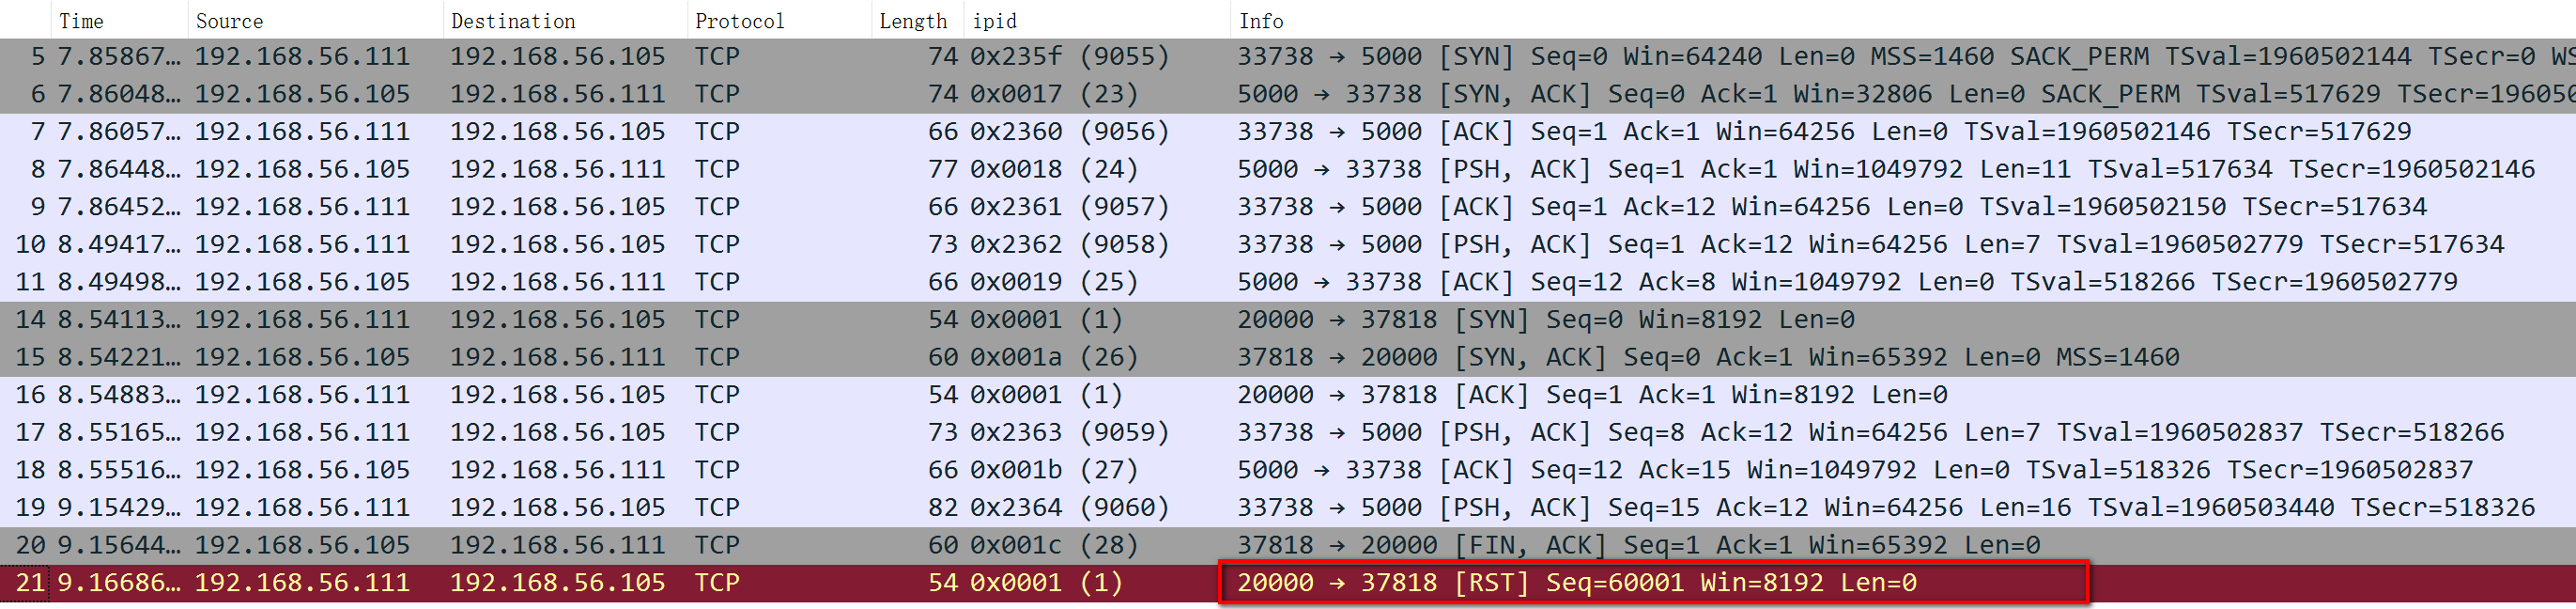 Time Source Destination Protocol Length ipid Info
5 7.85867… 192.168.56.111 192.168.56.105 TCP 74 0x235f (9055) 33738 → 5000 [SYN] Seq=0 Win=64240 Len=0 MSS=1460 SACK_PERM TSval=1960502144 TSecr=0 WS
6 7.86048… 192.168.56.105 192.168.56.111 TCP 74 0x0017 (23) 5000 → 33738 [SYN, ACK] Seq=0 Ack=1 Win=32806 Len=0 SACK_PERM TSval=517629 TSecr=196050
7 7.86057… 192.168.56.111 192.168.56.105 TCP 66 0x2360 (9056) 33738 → 5000 [ACK] Seq=1 Ack=1 Win=64256 Len=0 TSval=1960502146 TSecr=517629
8 7.86448… 192.168.56.105 192.168.56.111 TCP 77 0x0018 (24) 5000 → 33738 [PSH, ACK] Seq=1 Ack=1 Win=1049792 Len=11 TSval=517634 TSecr=1960502146
9 7.86452… 192.168.56.111 192.168.56.105 TCP 66 0x2361 (9057) 33738 → 5000 [ACK] Seq=1 Ack=12 Win=64256 Len=0 TSval=1960502150 TSecr=517634
10 8.49417… 192.168.56.111 192.168.56.105 TCP 73 0x2362 (9058) 33738 → 5000 [PSH, ACK] Seq=1 Ack=12 Win=64256 Len=7 TSval=1960502779 TSecr=517634
11 8.49498… 192.168.56.105 192.168.56.111 TCP 66 0x0019 (25) 5000 → 33738 [ACK] Seq=12 Ack=8 Win=1049792 Len=0 TSval=518266 TSecr=1960502779
14 8.54113… 192.168.56.111 192.168.56.105 TCP 54 0x0001 (1) 20000 → 37818 [SYN] Seq=0 Win=8192 Len=0
15 8.54221… 192.168.56.105 192.168.56.111 TCP 60 0x001a (26) 37818 → 20000 [SYN, ACK] Seq=0 Ack=1 Win=65392 Len=0 MSS=1460
16 8.54883… 192.168.56.111 192.168.56.105 TCP 54 0x0001 (1) 20000 → 37818 [ACK] Seq=1 Ack=1 Win=8192 Len=0
17 8.55165… 192.168.56.111 192.168.56.105 TCP 73 0x2363 (9059) 33738 → 5000 [PSH, ACK] Seq=8 Ack=12 Win=64256 Len=7 TSval=1960502837 TSecr=518266
18 8.55516… 192.168.56.105 192.168.56.111 TCP 66 0x001b (27) 5000 → 33738 [ACK] Seq=12 Ack=15 Win=1049792 Len=0 TSval=518326 TSecr=1960502837
19 9.15429… 192.168.56.111 192.168.56.105 TCP 82 0x2364 (9060) 33738 → 5000 [PSH, ACK] Seq=15 Ack=12 Win=64256 Len=16 TSval=1960503440 TSecr=518326
20 9.15644… 192.168.56.105 192.168.56.111 TCP 60 0x001c (28) 37818 → 20000 [FIN, ACK] Seq=1 Ack=1 Win=65392 Len=0
21 9.16686… 192.168.56.111 192.168.56.105 TCP 54 0x0001 (1) 20000 → 37818 [RST] Seq=60001 Win=8192 Len=0